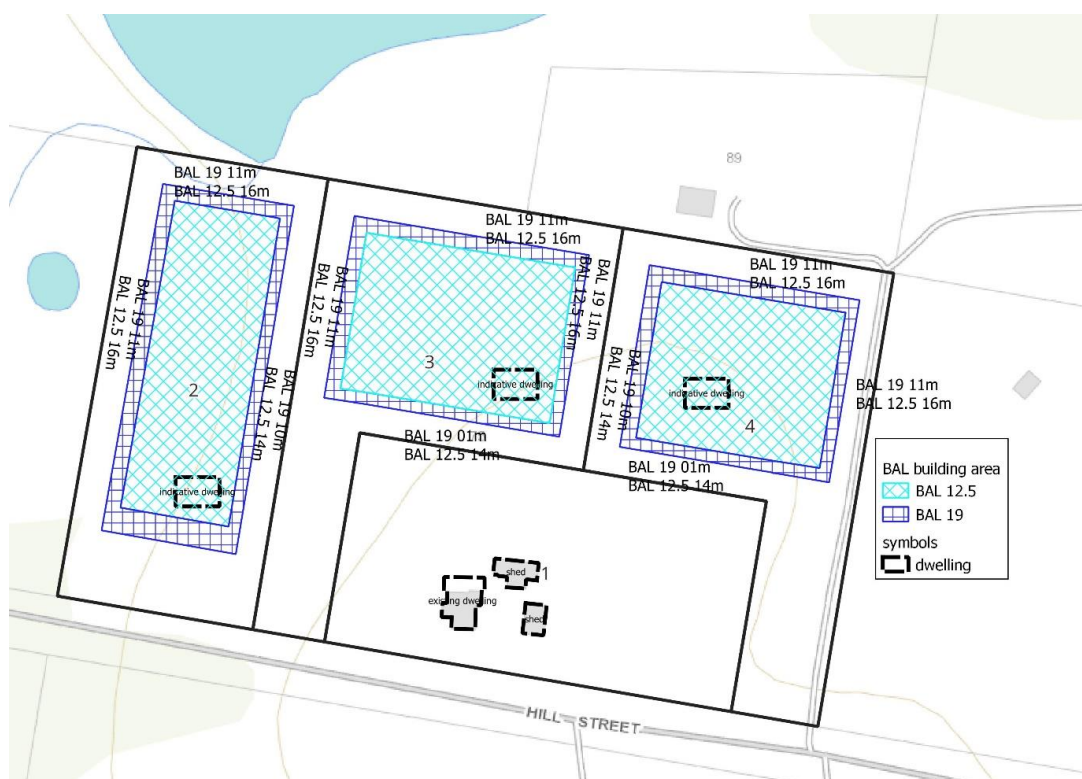 89
BAL 19 11m
BAL 12.5 16m
BAL 19 11m
BAL 12.5 16m
2
BAL 19 10m
BAL 12.5 14m
indicative dwelling
BAL 19 11m
BAL 12.5 16m
BAL 19 11m
BAL 12.5 16m
3
BAL 19 11m
BAL 12.5 16m
indicative dwelling
BAL 19 01m
BAL 12.5 14m
BAL 19 11m
BAL 12.5 16m
BAL 19 10m
BAL 12.5 14m
indicative dwelling
4
BAL 19 11m
BAL 12.5 16m
BAL 19 01m
BAL 12.5 14m
shed
1
existing dwelling
shed
HILL STREET
BAL building area
BAL 12.5
BAL 19
symbols
dwelling